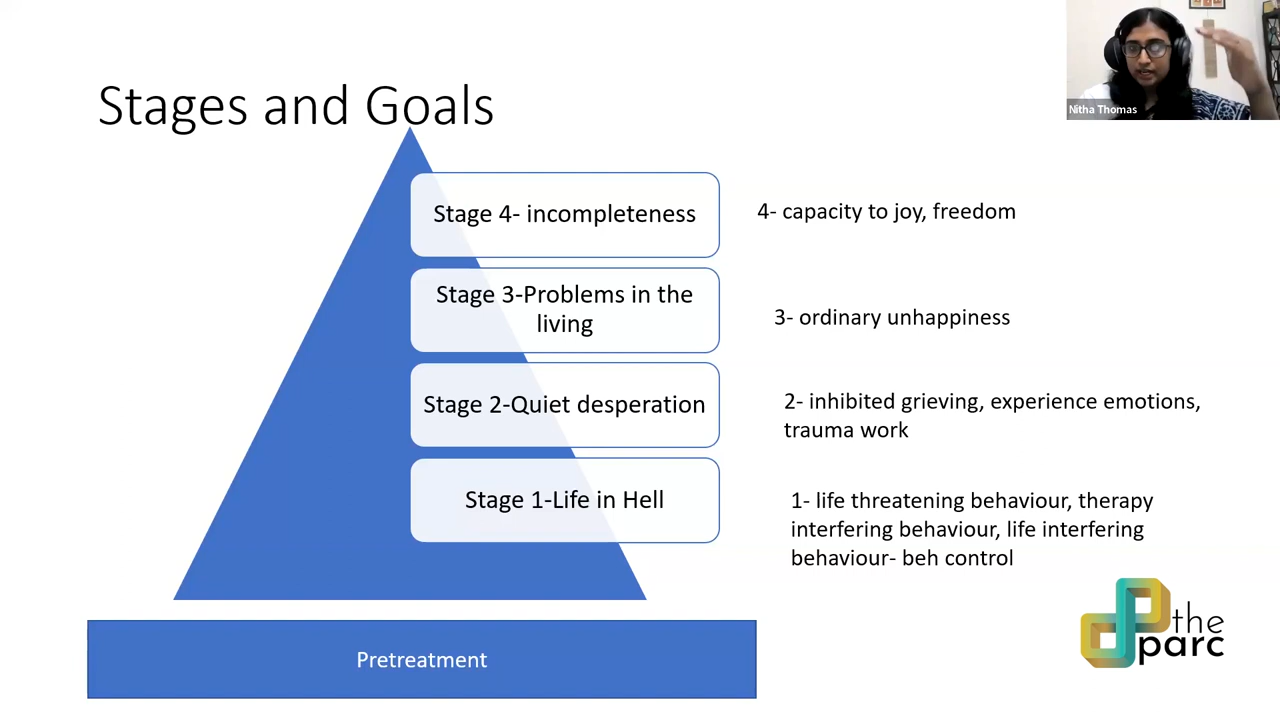 Nitha Thomas
Stages and Goals
Stage 4- incompleteness
4- capacity to joy, freedom
Stage 3-Problems in the
living
3- ordinary unhappiness
Stage 2-Quiet desperation
2- inhibited grieving, experience emotions,
trauma work
Stage 1-Life in Hell
1- life threatening behaviour, therapy
interfering behaviour, life interfering
behaviour- beh control
Pretreatment
the
parc